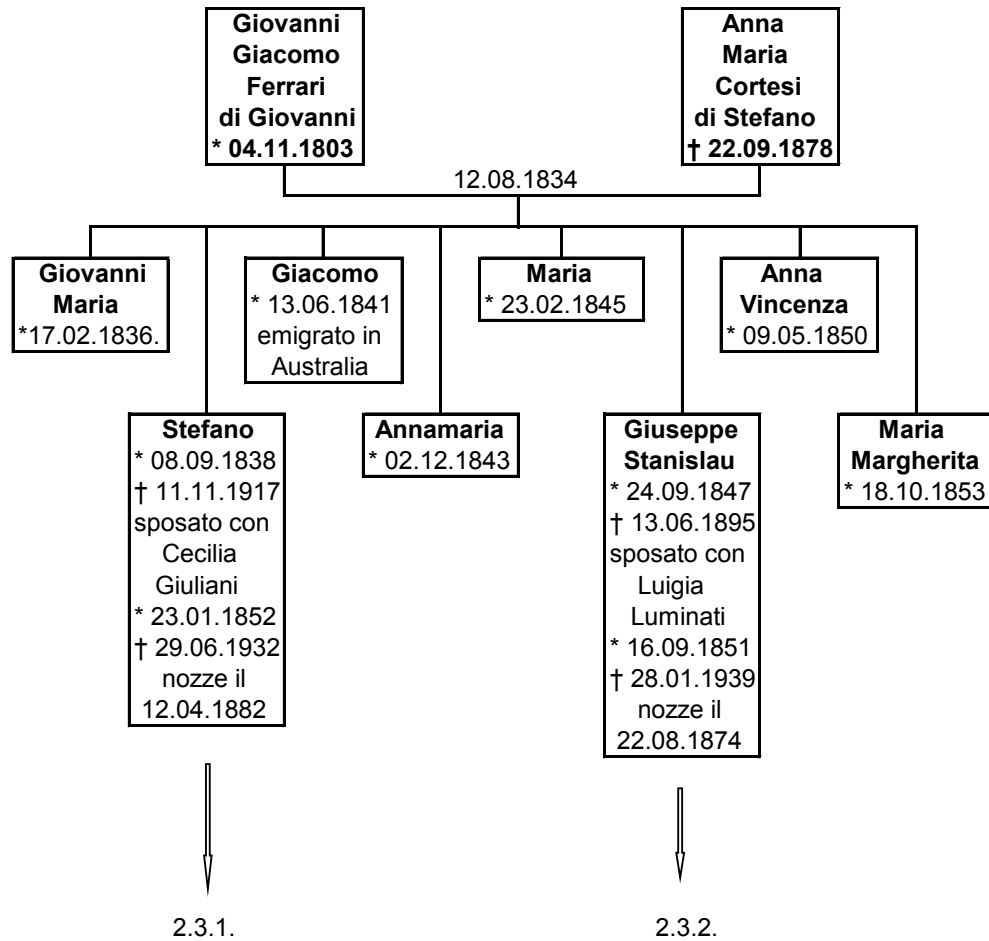 Giovanni
Giacomo
Ferrari
di Giovanni
* 04.11.1803
Anna
Maria
Cortesi
di Stefano
† 22.09.1878
12.08.1834
Giovanni
Maria
*17.02.1836.
Giacomo
* 13.06.1841
emigrato in
Australia
Maria
* 23.02.1845
Anna
Vincenza
* 09.05.1850
Stefano
* 08.09.1838
† 11.11.1917
sposato con
Cecilia
Giuliani
* 23.01.1852
† 29.06.1932
nozze il
12.04.1882
Annamaria
* 02.12.1843
Giuseppe
Stanislau
* 24.09.1847
† 13.06.1895
sposato con
Luigia
Luminati
* 16.09.1851
† 28.01.1939
nozze il
22.08.1874
Maria
Margherita
* 18.10.1853
2.3.1.
2.3.2.